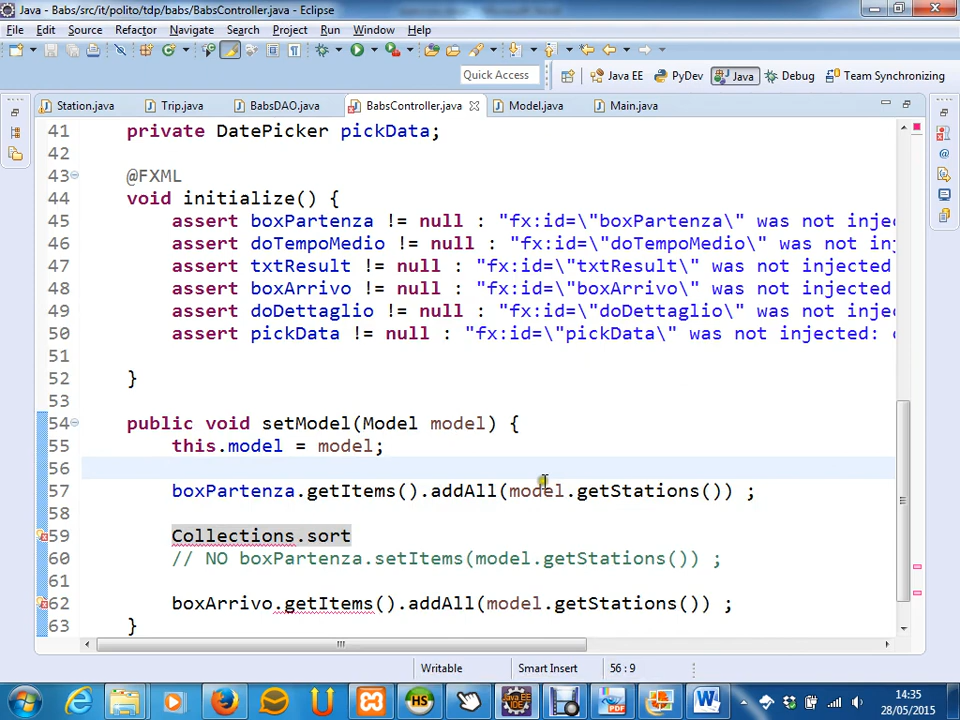 Java - Babs/src/it/polito/tdp/babs/BabsController.java - Eclipse
File Edit Source Refactor Navigate Search Project Run Window Help
Quick Access Java EE PyDev Java Debug Team Synchronizing
Station.java Trip.java BabsDAO.java BabsController.java Model.java Main.java
41 private DatePicker pickData;
42
43 @FXML
44 void initialize() {
45 assert boxPartenza != null : "fx:id=\"boxPartenza\" was not injec
46 assert doTempoMedio != null : "fx:id=\"doTempoMedio\" was not inj
47 assert txtResult != null : "fx:id=\"txtResult\" was not injected
48 assert boxArrivo != null : "fx:id=\"boxArrivo\" was not injected
49 assert doDettaglio != null : "fx:id=\"doDettaglio\" was not injec
50 assert pickData != null : "fx:id=\"pickData\" was not injected: c
51
52 }
53
54 public void setModel(Model model) {
55 this.model = model;
56
57 boxPartenza.getItems().addAll(model.getStations()) ;
58
59 Collections.sort
60 // NO boxPartenza.setItems(model.getStations()) ;
61
62 boxArrivo.getItems().addAll(model.getStations()) ;
63 }
Writable Smart Insert 56 : 9
14:35
28/05/2015